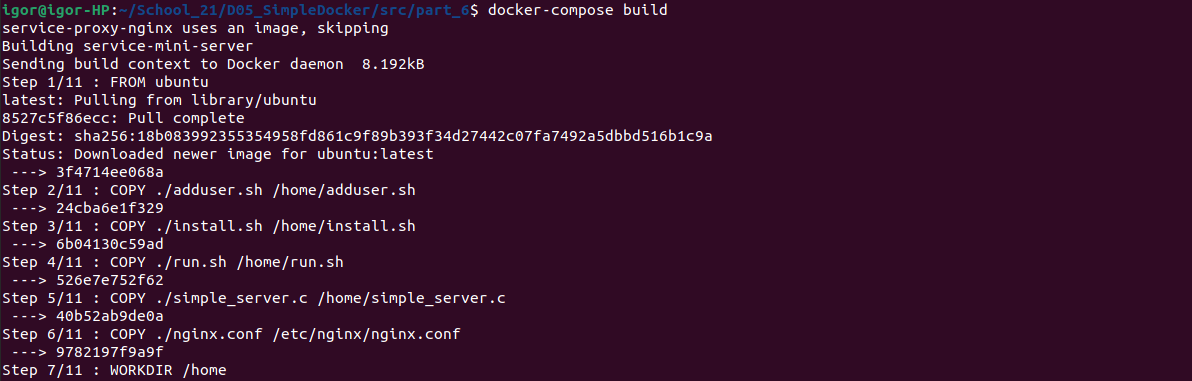 igor@igor-HP:~/School_21/D05_SimpleDocker/src/part_6$ docker-compose build
service-proxy-nginx uses an image, skipping
Building service-mini-server
Sending build context to Docker daemon  8.192kB
Step 1/11 : FROM ubuntu
latest: Pulling from library/ubuntu
8527c5f86ecc: Pull complete
Digest: sha256:18b083992355354958fd861c9f89b393f34d27442c07fa7492a5dbbd516b1c9a
Status: Downloaded newer image for ubuntu:latest
 ---> 3f4714ee068a
Step 2/11 : COPY ./adduser.sh /home/adduser.sh
 ---> 24cba6e1f329
Step 3/11 : COPY ./install.sh /home/install.sh
 ---> 6b04130c59ad
Step 4/11 : COPY ./run.sh /home/run.sh
 ---> 526e7e752f62
Step 5/11 : COPY ./simple_server.c /home/simple_server.c
 ---> 40b52ab9de0a
Step 6/11 : COPY ./nginx.conf /etc/nginx/nginx.conf
 ---> 9782197f9a9f
Step 7/11 : WORKDIR /home